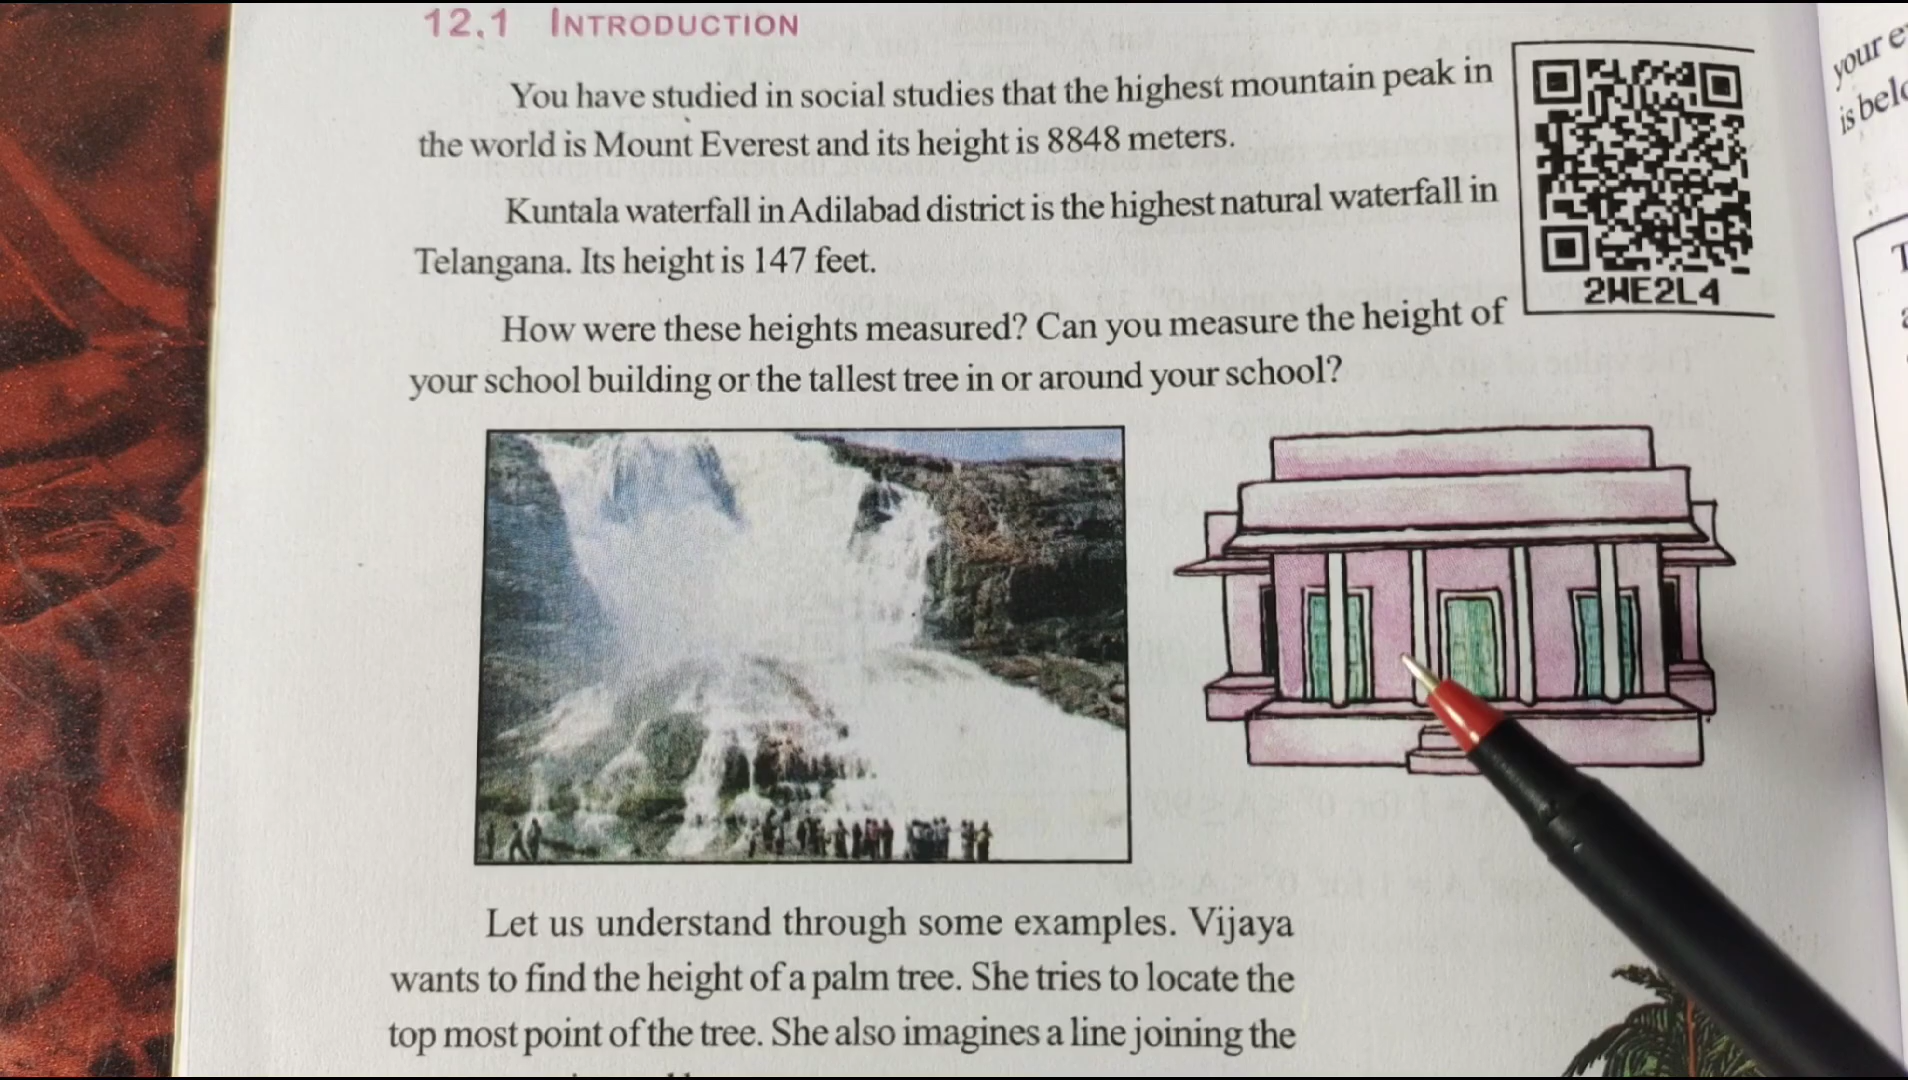 12.1 INTRODUCTION
You have studied in social studies that the highest mountain peak in
the world is Mount Everest and its height is 8848 meters.
Kuntala waterfall in Adilabad district is the highest natural waterfall in
Telangana. Its height is 147 feet.
How were these heights measured? Can you measure the height of
your school building or the tallest tree in or around your school?
2WE2L4
Let us understand through some examples. Vijaya
wants to find the height of a palm tree. She tries to locate the
top most point of the tree. She also imagines a line joining the
your
is